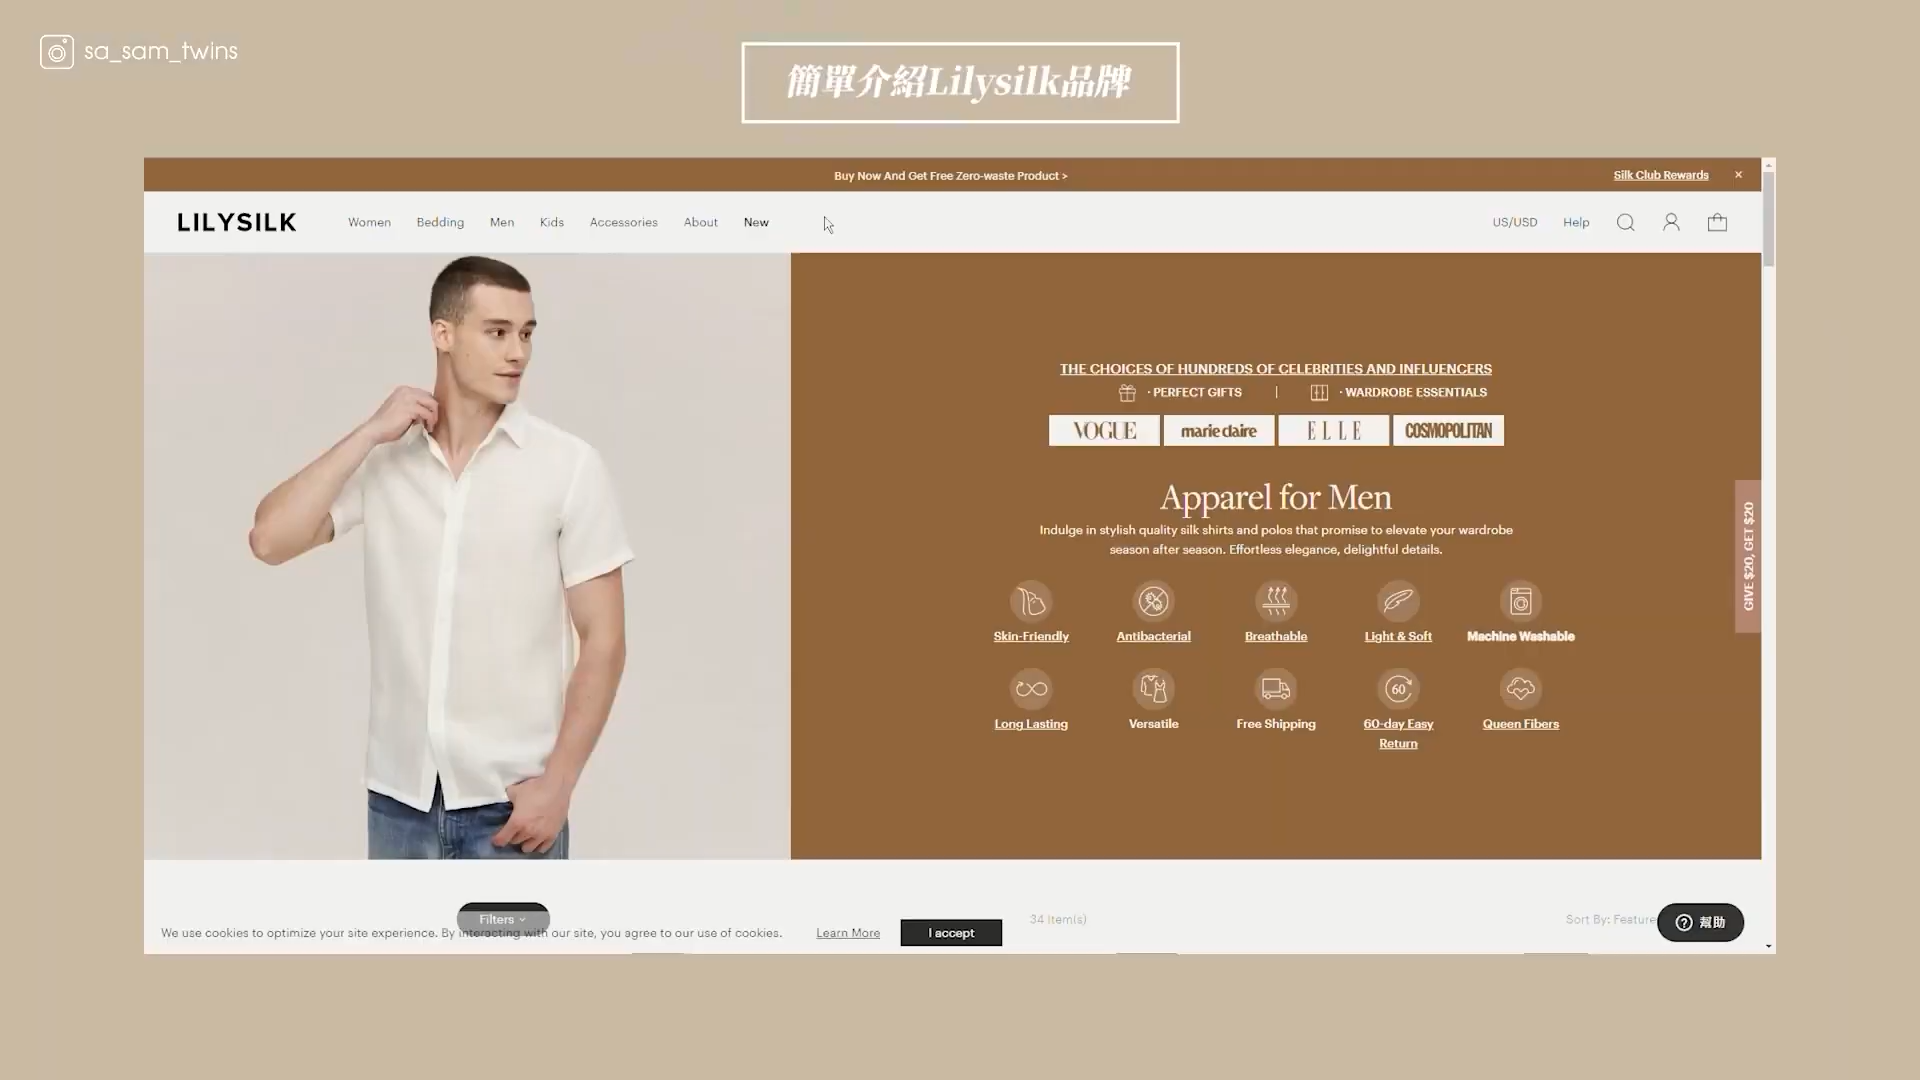 sa_sam_twins
簡單介紹Lilysilk品牌
Buy Now And Get Free Zero-waste Product >
Silk Club Rewards
×
LILYSILK
Women
Bedding
Men
Kids
Accessories
About
New
US/USD
Help
THE CHOICES OF HUNDREDS OF CELEBRITIES AND INFLUENCERS
· PERFECT GIFTS | · WARDROBE ESSENTIALS
VOGUE
marie claire
ELLE
COSMOPOLITAN
Apparel for Men
Indulge in stylish quality silk shirts and polos that promise to elevate your wardrobe
season after season. Effortless elegance, delightful details.
Skin-Friendly
Antibacterial
Breathable
Light & Soft
Machine Washable
Long Lasting
Versatile
Free Shipping
60
60-day Easy
Return
Queen Fibers
GIVE $20, GET $20
Filters
34 Item(s)
Sort By: Feature
We use cookies to optimize your site experience. By interacting with our site, you agree to our use of cookies.
Learn More
I accept
幫助